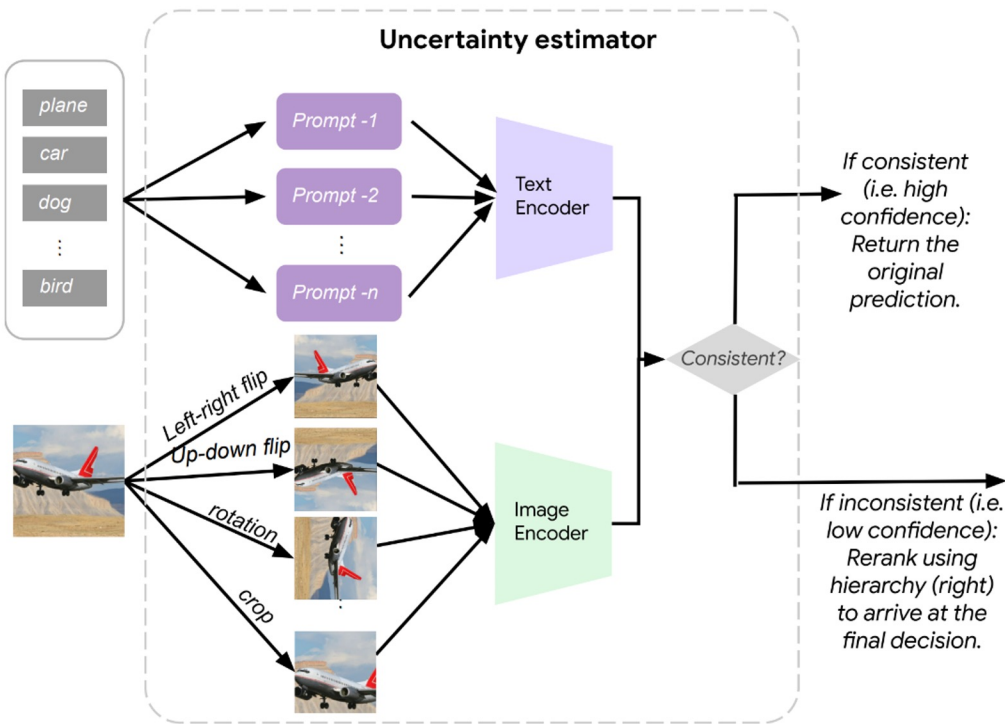 Uncertainty estimator
plane
car
dog
⋮
bird
Prompt -1
Prompt -2
⋮
Prompt -n
Text
Encoder
Left-right flip
Up-down flip
rotation
crop
...
Image
Encoder
Consistent?
If consistent
(i.e. high
confidence):
Return the
original
prediction.
If inconsistent (i.e.
low confidence):
Rerank using
hierarchy (right)
to arrive at the
final decision.